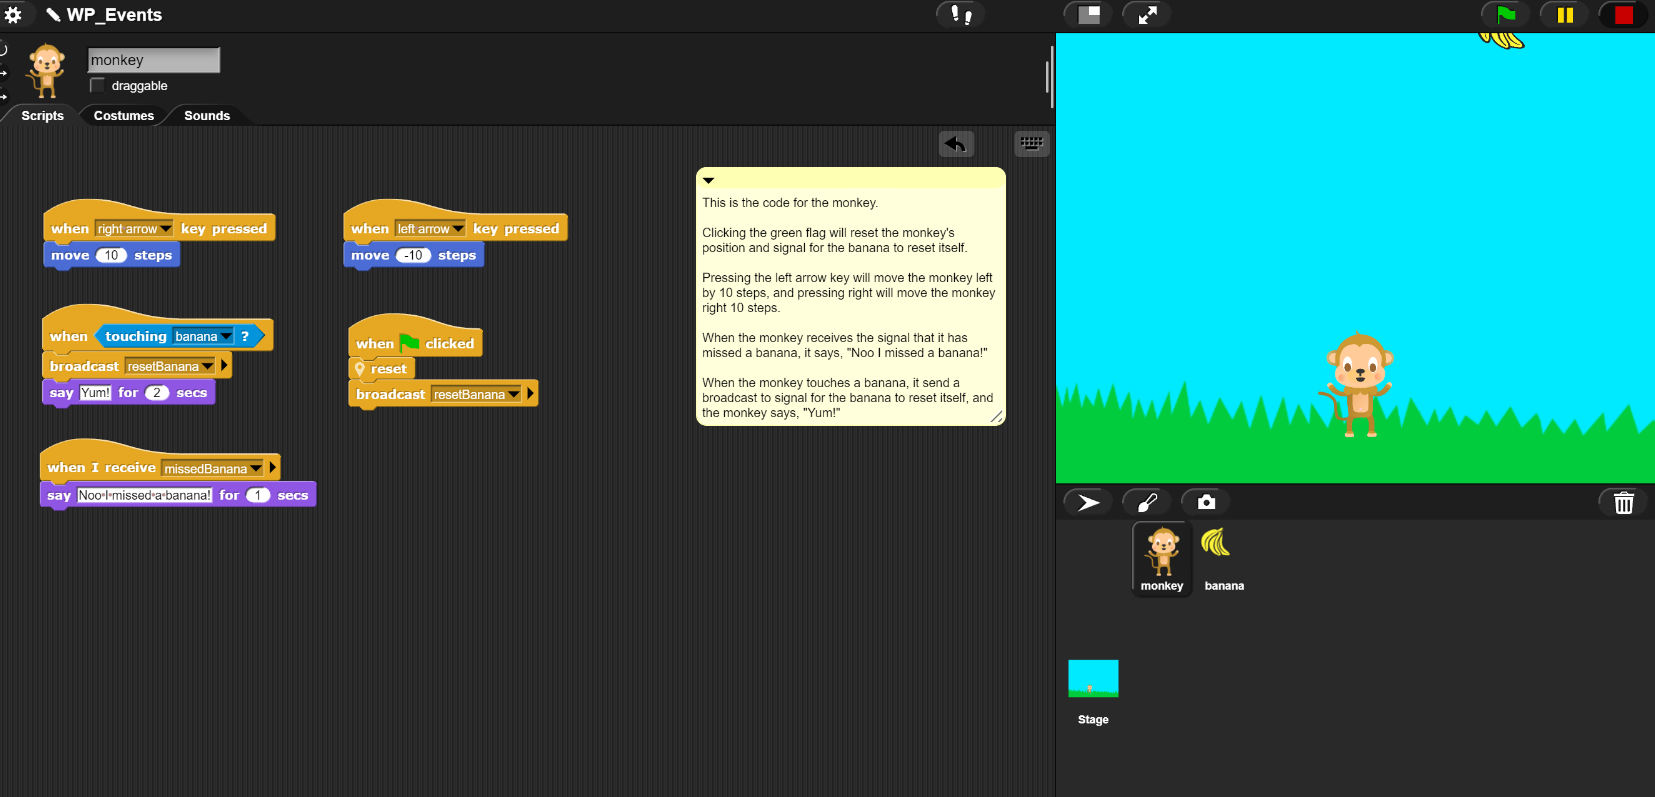 WP_Events
monkey
draggable
Scripts Costumes Sounds
when right arrow key pressed
move 10 steps
when left arrow key pressed
move -10 steps
when touching banana ?
broadcast resetBanana
say Yum! for 2 secs
when clicked
reset
broadcast resetBanana
when I receive missedBanana
say Noo I missed a banana! for 1 secs
This is the code for the monkey.
Clicking the green flag will reset the monkey's
position and signal for the banana to reset itself.
Pressing the left arrow key will move the monkey left
by 10 steps, and pressing right will move the monkey
right 10 steps.
When the monkey receives the signal that it has
missed a banana, it says, "Noo I missed a banana!"
When the monkey touches a banana, it send a
broadcast to signal for the banana to reset itself, and
the monkey says, "Yum!"
monkey banana
Stage